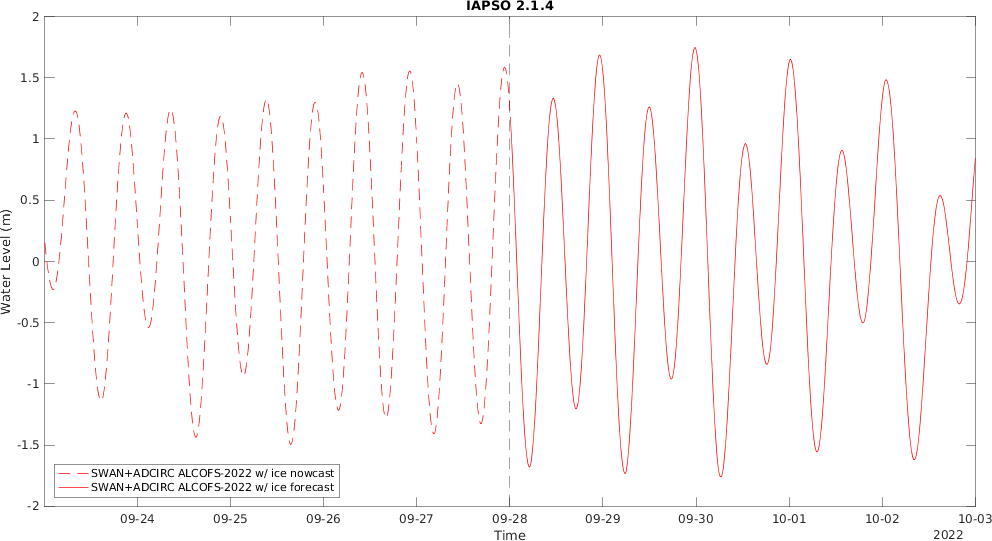 IAPSO 2.1.4
2
1.5
1
0.5
0
-0.5
-1
-1.5
-2
Water Level (m)
SWAN+ADCIRC ALCOFS-2022 w/ ice nowcast
SWAN+ADCIRC ALCOFS-2022 w/ ice forecast
09-24 09-25 09-26 09-27 09-28 09-29 09-30 10-01 10-02 10-03
Time
2022